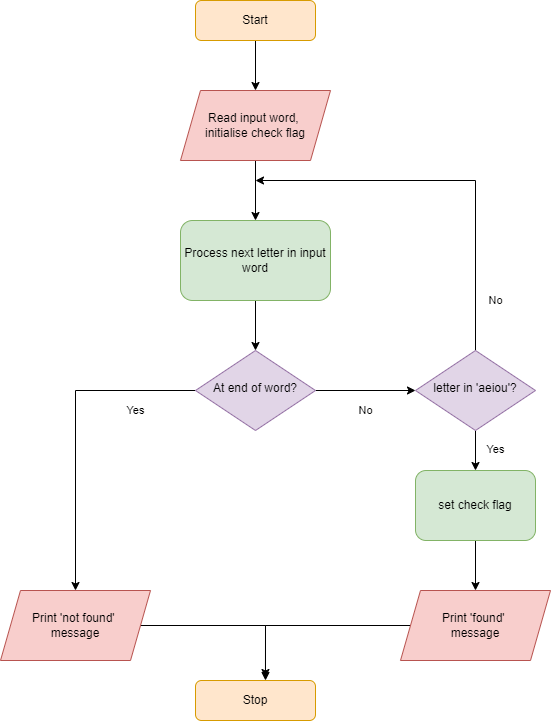 Start
Read input word,
initialise check flag
Process next letter in input
word
No
At end of word?
letter in 'aeiou'?
Yes
No
Yes
set check flag
Print 'not found'
message
Print 'found'
message
Stop